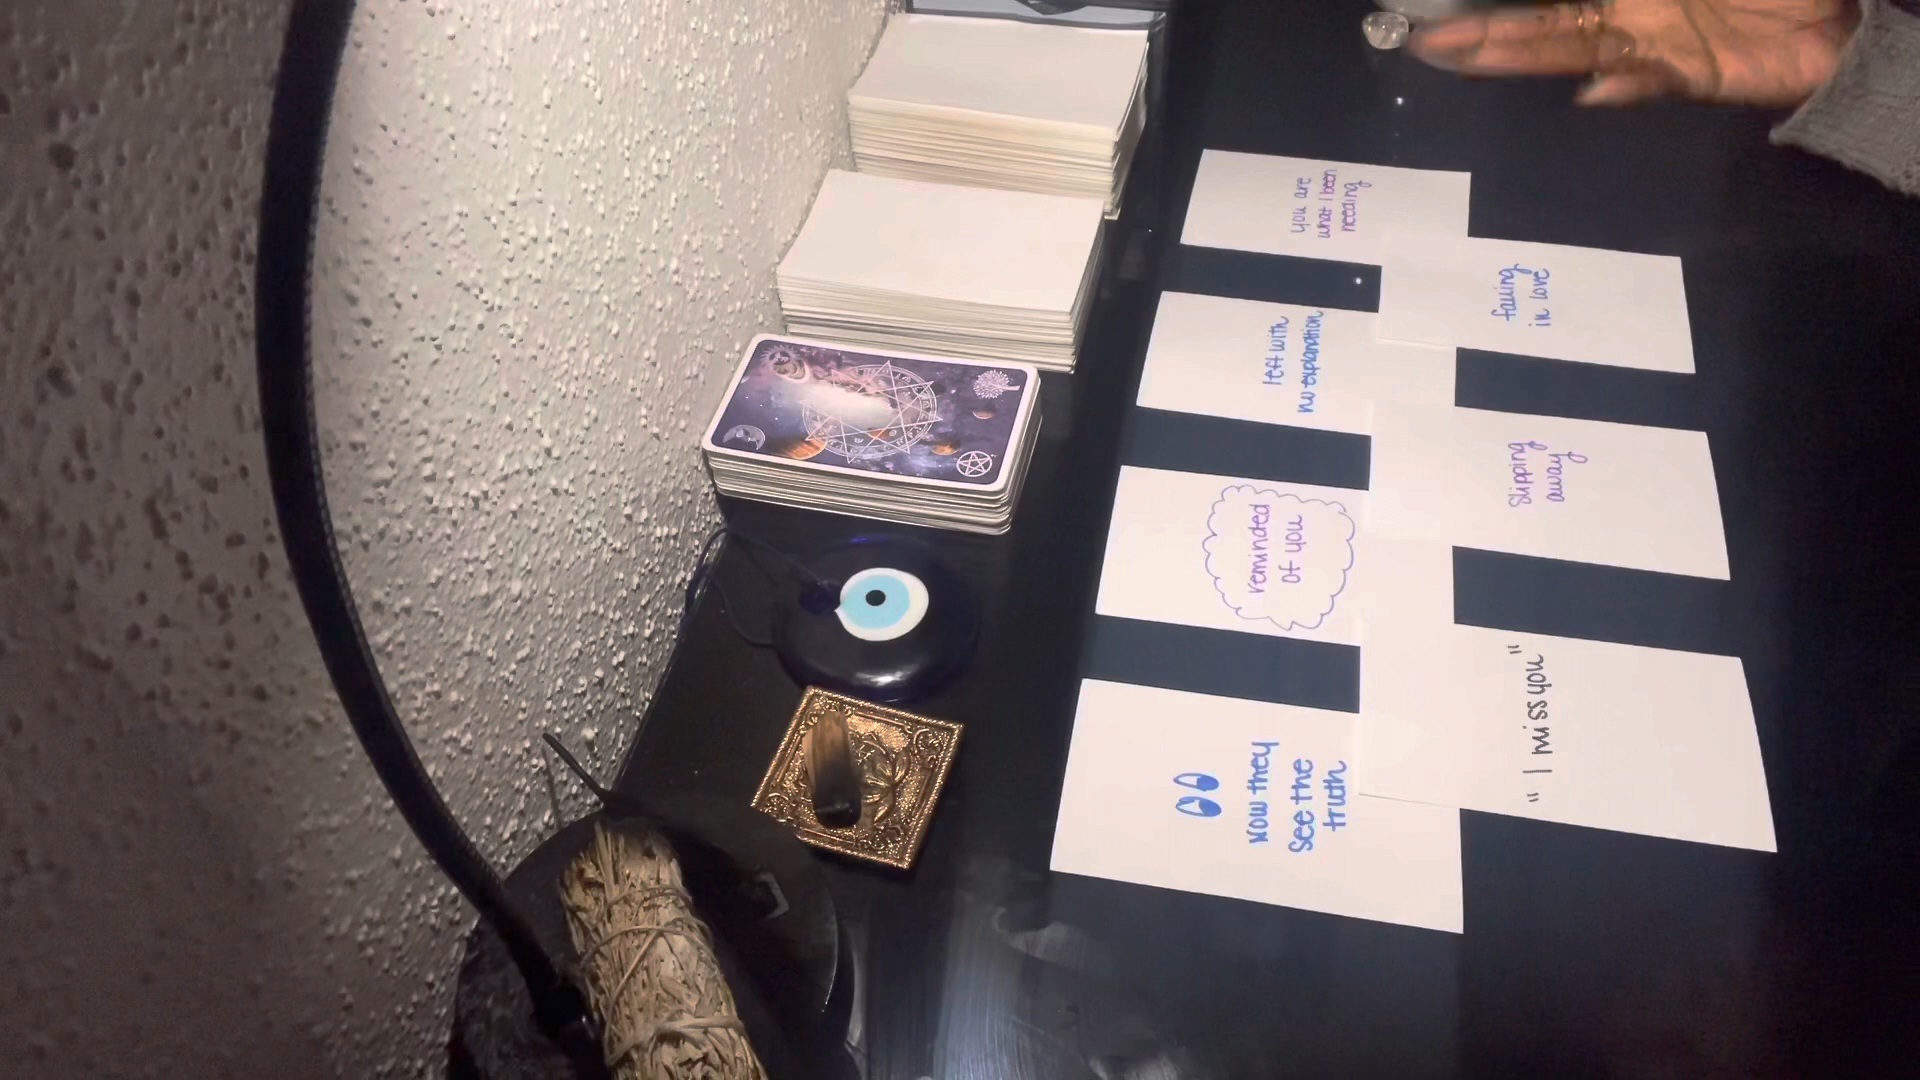 Now they
See the
truth
reminded
of you
left with
no explanation
you are
what I been
needing
"I miss you"
Slipping
away
falling
in love